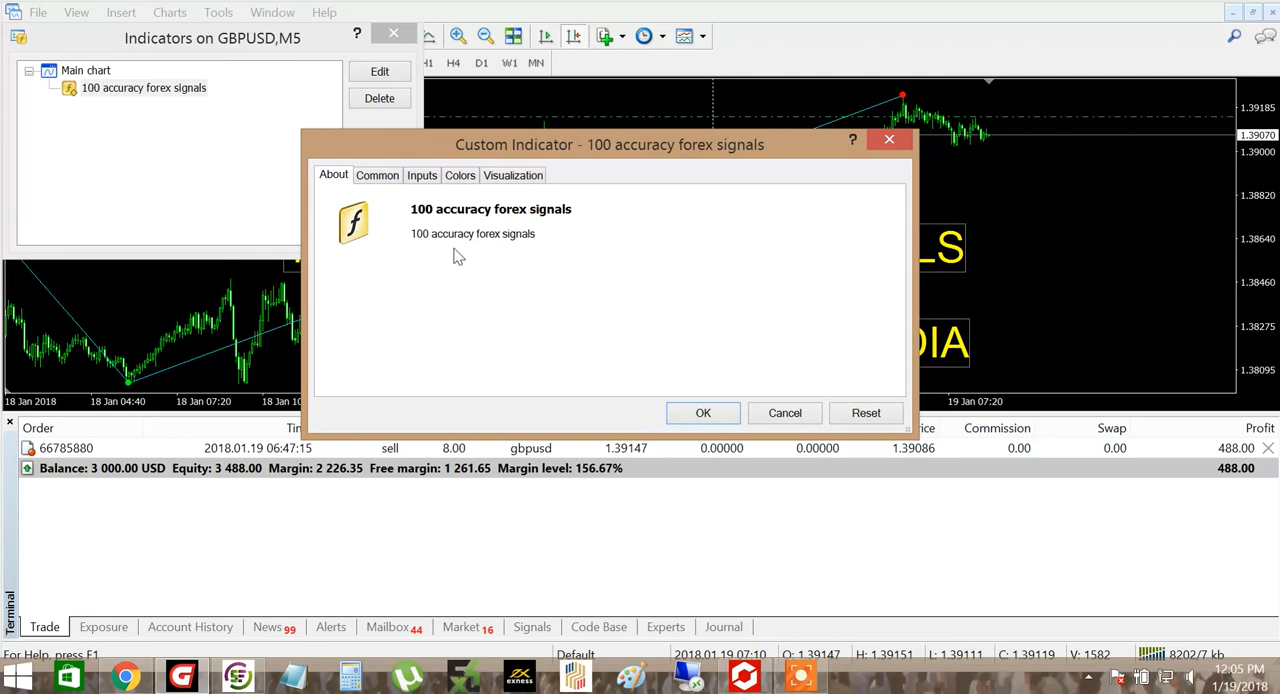 File View Insert Charts Tools Window Help
Indicators on GBPUSD,M5
?
Main chart
100 accuracy forex signals
Edit
Delete
H1 H4 D1 W1 MN
Custom Indicator - 100 accuracy forex signals
?
About Common Inputs Colors Visualization
100 accuracy forex signals
100 accuracy forex signals
OK Cancel Reset
LS
DIA
1.39185
1.39070
1.39000
1.38820
1.38640
1.38460
1.38275
1.38095
18 Jan 2018 18 Jan 04:40 18 Jan 07:20 18 Jan 10 19 Jan 07:20
Order Tim rice Commission Swap Profit
66785880 2018.01.19 06:47:15 sell 8.00 gbpusd 1.39147 0.00000 0.00000 1.39086 0.00 0.00 488.00
Balance: 3 000.00 USD Equity: 3 488.00 Margin: 2 226.35 Free margin: 1 261.65 Margin level: 156.67% 488.00
Terminal
Trade Exposure Account History News 99 Alerts Mailbox 44 Market 16 Signals Code Base Experts Journal
For Help, press F1 Default 2018.01.19 07:10 O: 1.39147 H: 1.39151 L: 1.39111 C: 1.39119 V: 1582 8202/7 kb
exness
12:05 PM
1/19/2018